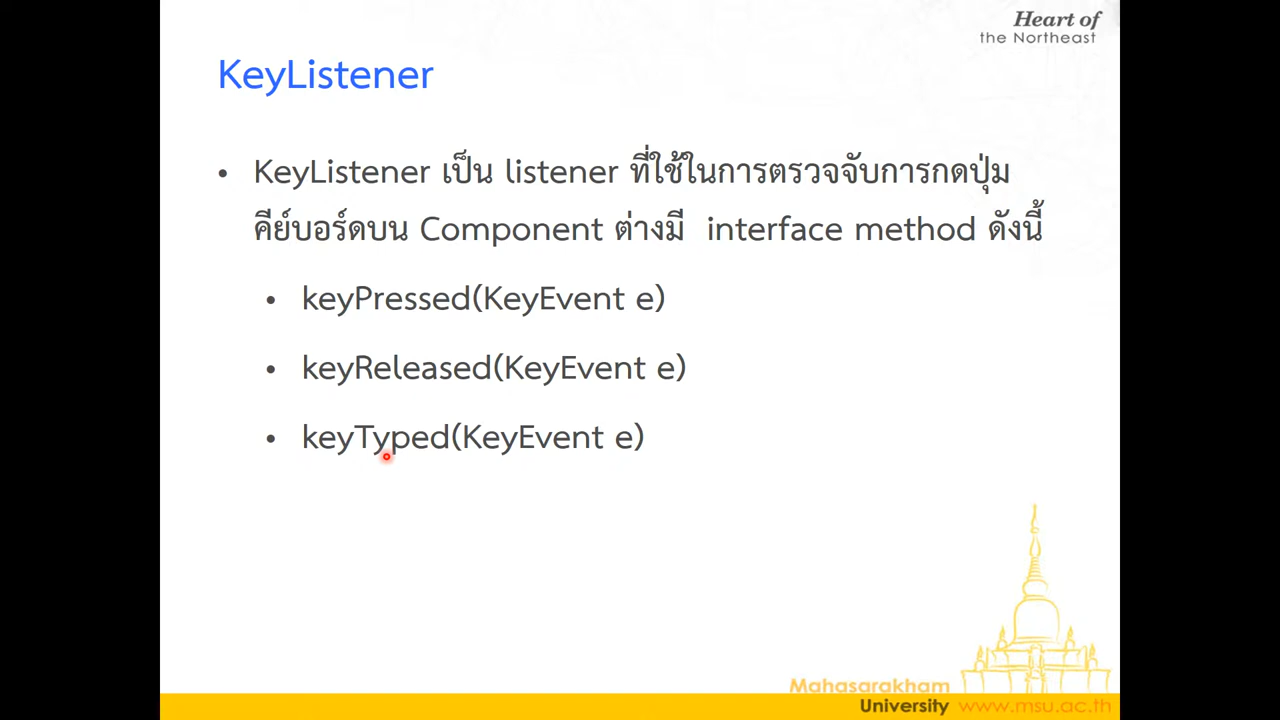 Heart of
the Northeast
KeyListener
• KeyListener เป็น listener ที่ใช้ในการตรวจจับการกดปุ่ม
คีย์บอร์ดบน Component ต่างมี  interface method ดังนี้
• keyPressed(KeyEvent e)
• keyReleased(KeyEvent e)
• keyTyped(KeyEvent e)
Mahasarakham
University www.msu.ac.th